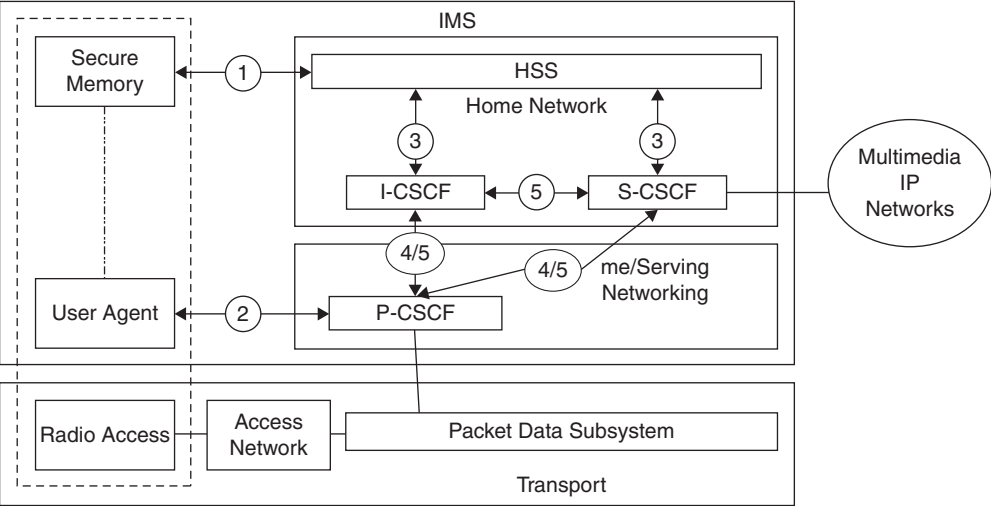 IMS
Secure
Memory
1
HSS
Home Network
3
3
Multimedia
IP
Networks
I-CSCF
5
S-CSCF
4/5
4/5
me/Serving
Networking
User Agent
2
P-CSCF
Radio Access
Access
Network
Packet Data Subsystem
Transport